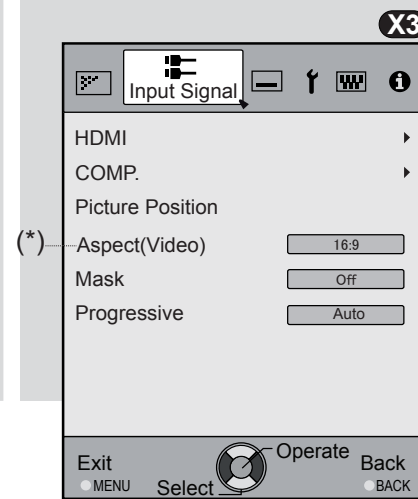 X3
Input Signal
HDMI
COMP.
Picture Position
(*) Aspect(Video) 16:9
Mask Off
Progressive Auto
Exit
MENU
Select
Operate
Back
BACK